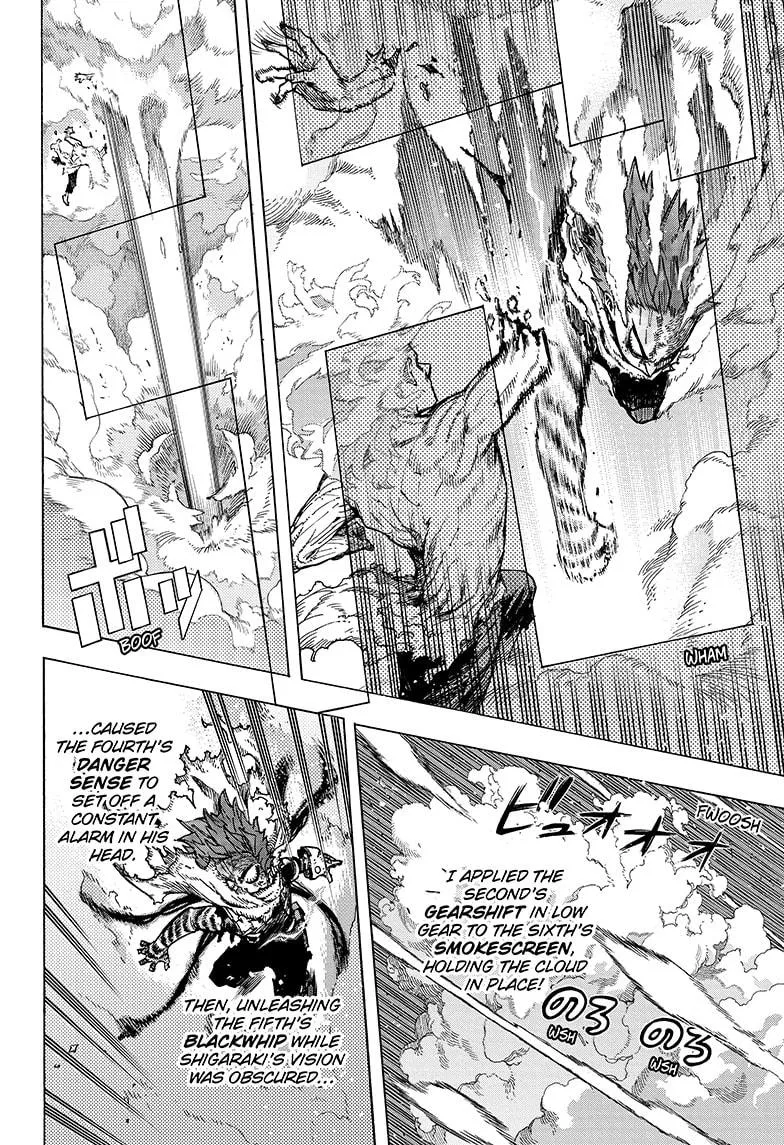 WHAM
ボボッ
BOOF
ビュオオオ
FWOOSH
I APPLIED THE
SECOND'S
GEARSHIFT IN LOW
GEAR TO THE SIXTH'S
SMOKESCREEN,
HOLDING THE CLOUD
IN PLACE!
のろ
WSH
のろ
WSH
THEN, UNLEASHING
THE FIFTH'S
BLACKWHIP WHILE
SHIGARAKI'S VISION
WAS OBSCURED...
...CAUSED
THE FOURTH'S
DANGER
SENSE TO
SET OFF A
CONSTANT
ALARM IN HIS
HEAD.